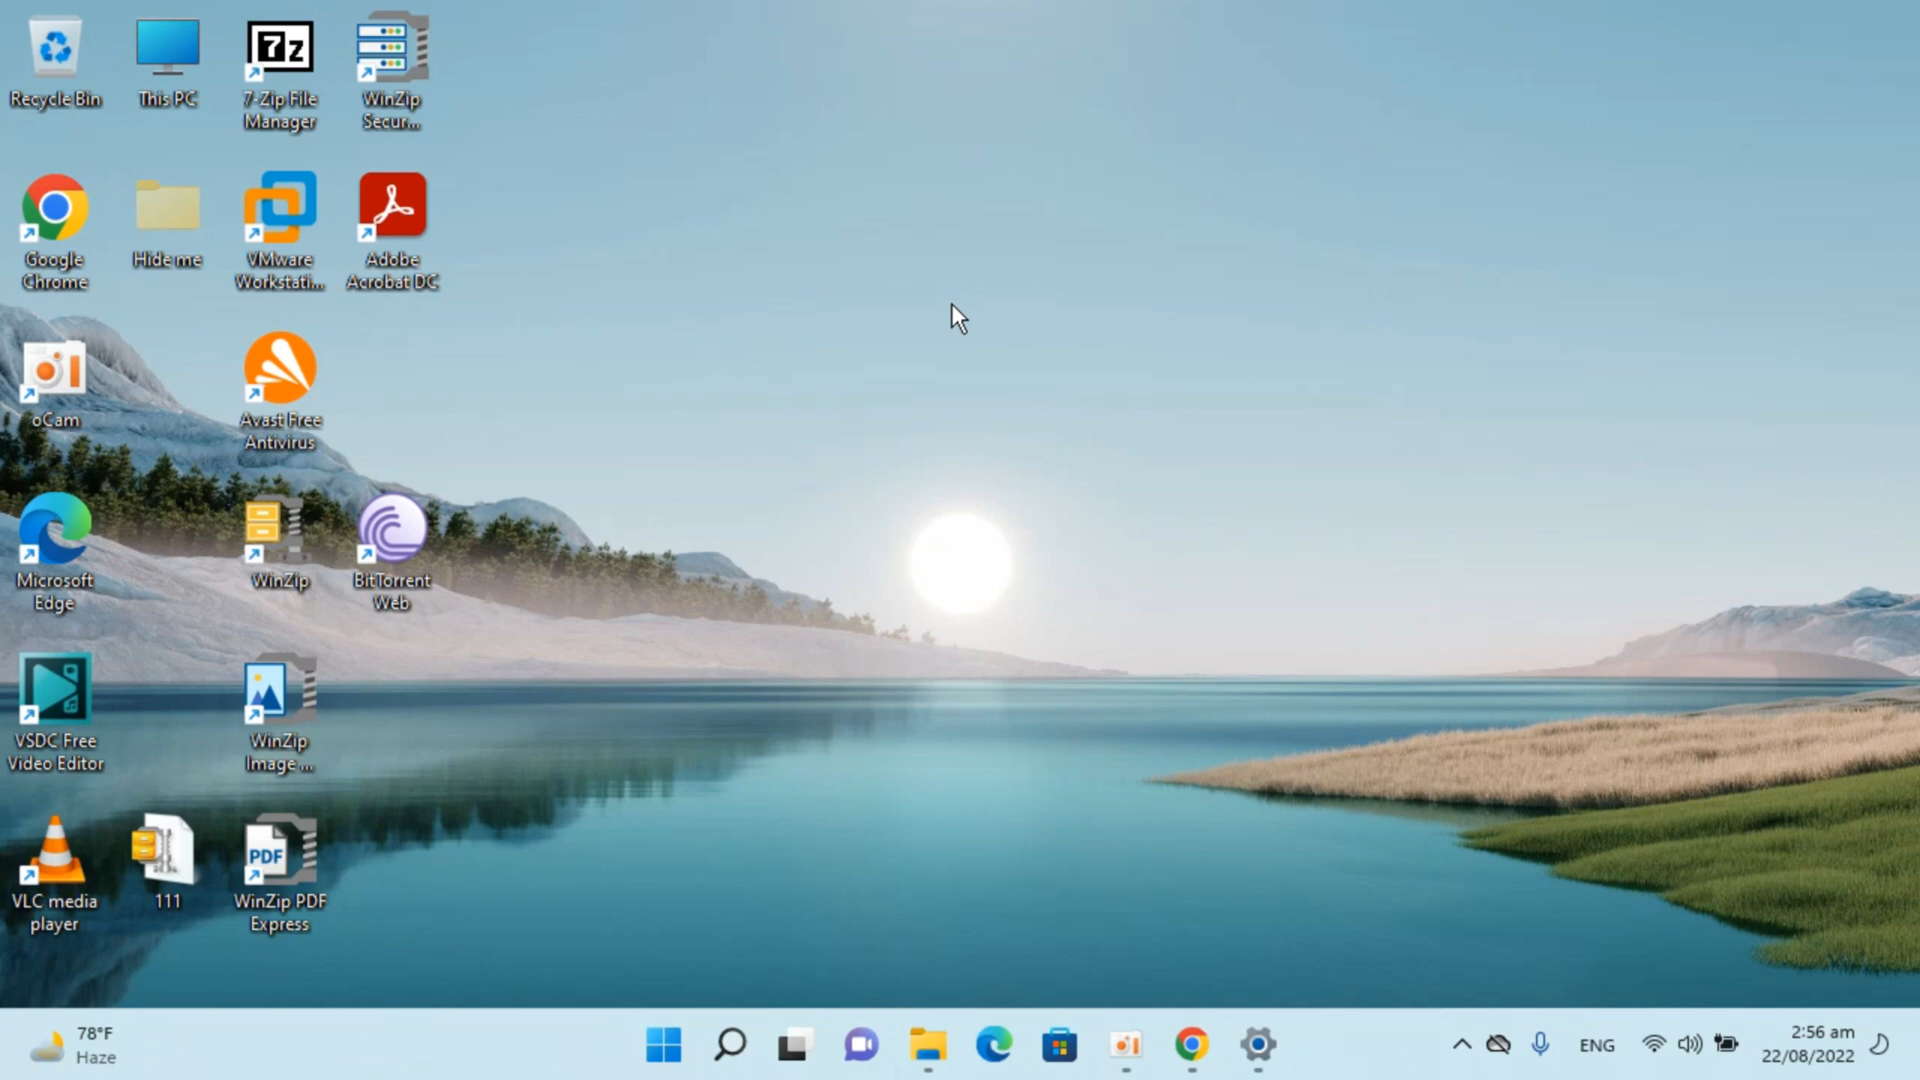 Recycle Bin
This PC
7-Zip File
Manager
WinZip
Secur...
Google
Chrome
Hide me
VMware
Workstati...
Adobe
Acrobat DC
oCam
Avast Free
Antivirus
Microsoft
Edge
WinZip
BitTorrent
Web
VSDC Free
Video Editor
WinZip
Image ...
VLC media
player
111
PDF
WinZip PDF
Express
78°F
Haze
ENG
2:56 am
22/08/2022